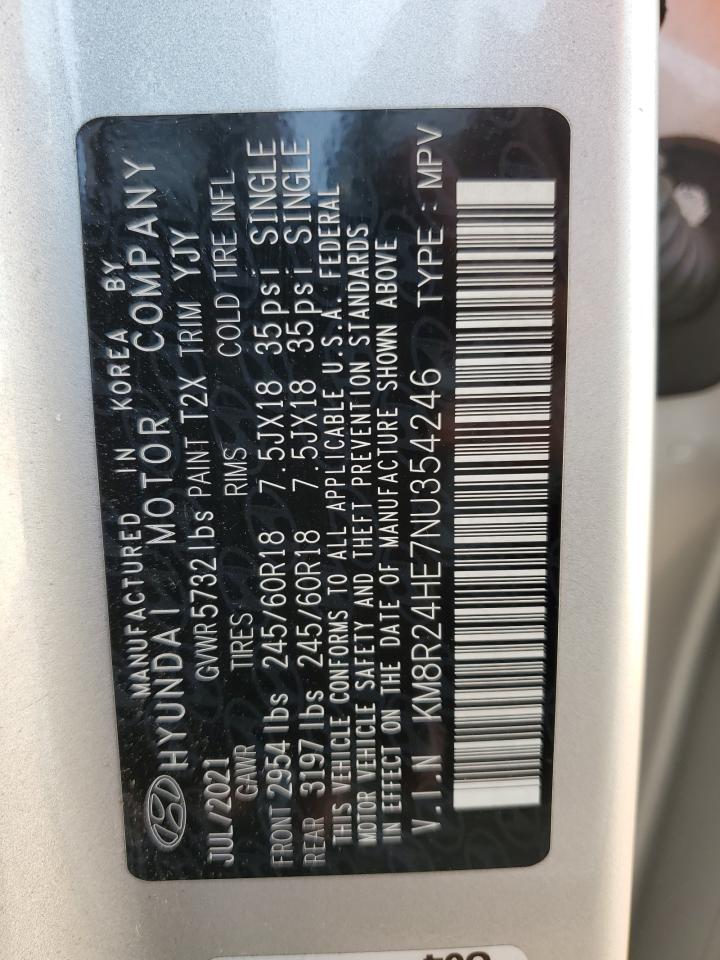 MANUFACTURED IN KOREA BY
HYUNDAI MOTOR COMPANY
JUL/2021 GVWR 5732 lbs PAINT T2X TRIM YJY
GAWR TIRES RIMS COLD TIRE INFL
FRONT 2954 lbs 245/60R18 7.5JX18 35psi SINGLE
REAR 3197 lbs 245/60R18 7.5JX18 35psi SINGLE
THIS VEHICLE CONFORMS TO ALL APPLICABLE U.S.A. FEDERAL
MOTOR VEHICLE SAFETY AND THEFT PREVENTION STANDARDS
IN EFFECT ON THE DATE OF MANUFACTURE SHOWN ABOVE
V.I.N KM8R24HE7NU354246 TYPE : MPV